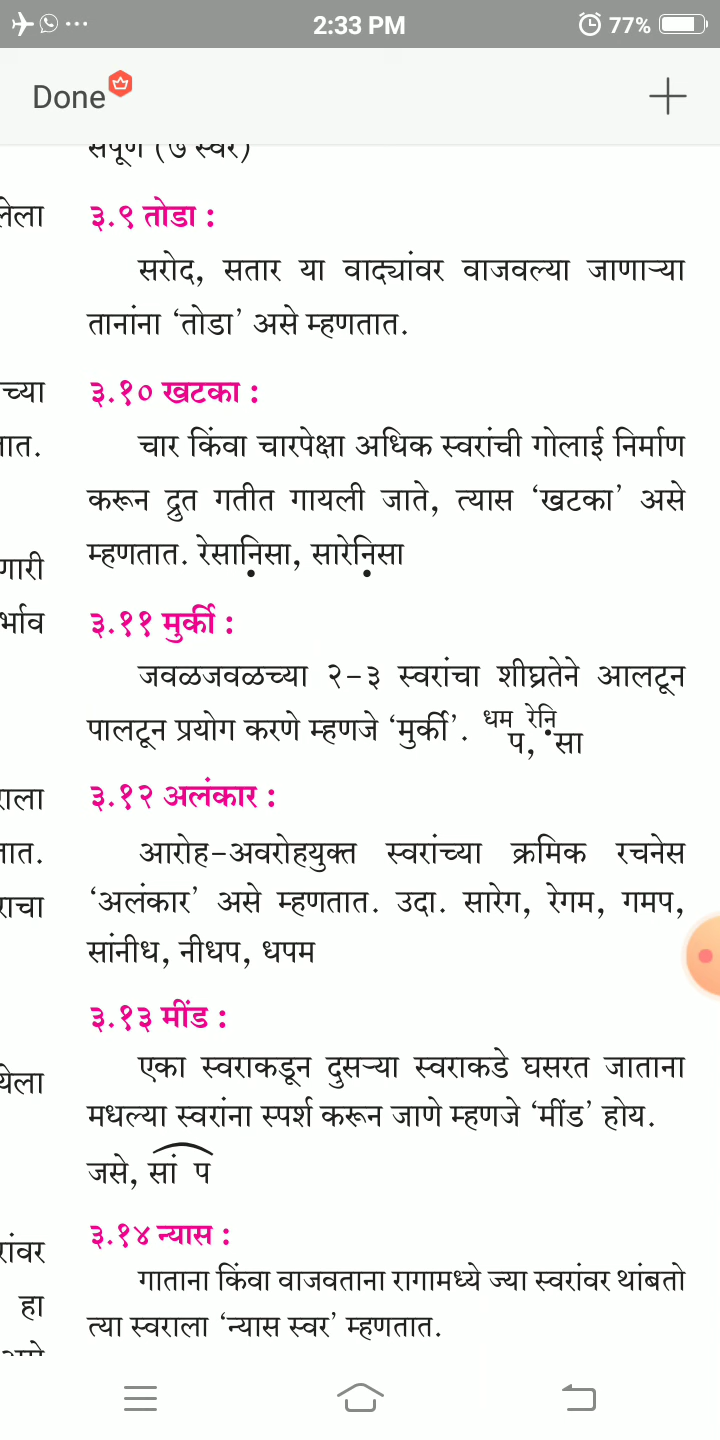 2:33 PM
77%
Done
संपूर्ण (७ स्वर)
३.९ तोडा :
सरोद, सतार या वाद्यांवर वाजवल्या जाणाऱ्या
तानांना ‘तोडा’ असे म्हणतात.
च्या
३.१० खटका :
चार किंवा चारपेक्षा अधिक स्वरांची गोलाई निर्माण
करून द्रुत गतीत गायली जाते, त्यास ‘खटका’ असे
म्हणतात. रेसानि़सा, सारेनि़सा
३.११ मुर्की :
जवळजवळच्या २-३ स्वरांचा शीघ्रतेने आलटून
पालटून प्रयोग करणे म्हणजे ‘मुर्की’. धमप, रेनि़सा
३.१२ अलंकार :
आरोह-अवरोहयुक्त स्वरांच्या क्रमिक रचनेस
‘अलंकार’ असे म्हणतात. उदा. सारेग, रेगम, गमप,
सांनीध, नीधप, धपम
३.१३ मींड :
एका स्वराकडून दुसऱ्या स्वराकडे घसरत जाताना
मधल्या स्वरांना स्पर्श करून जाणे म्हणजे ‘मींड’ होय.
जसे, सां प
३.१४ न्यास :
गाताना किंवा वाजवताना रागामध्ये ज्या स्वरांवर थांबतो
हा
त्या स्वराला ‘न्यास स्वर’ म्हणतात.